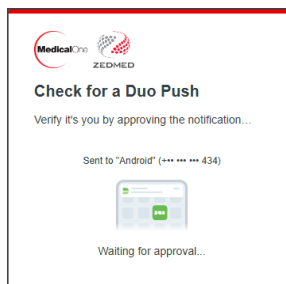 MedicalOne
ZEDMED
Check for a Duo Push
Verify it's you by approving the notification...
Sent to "Android" (+•• ••• ••• 434)
Waiting for approval...